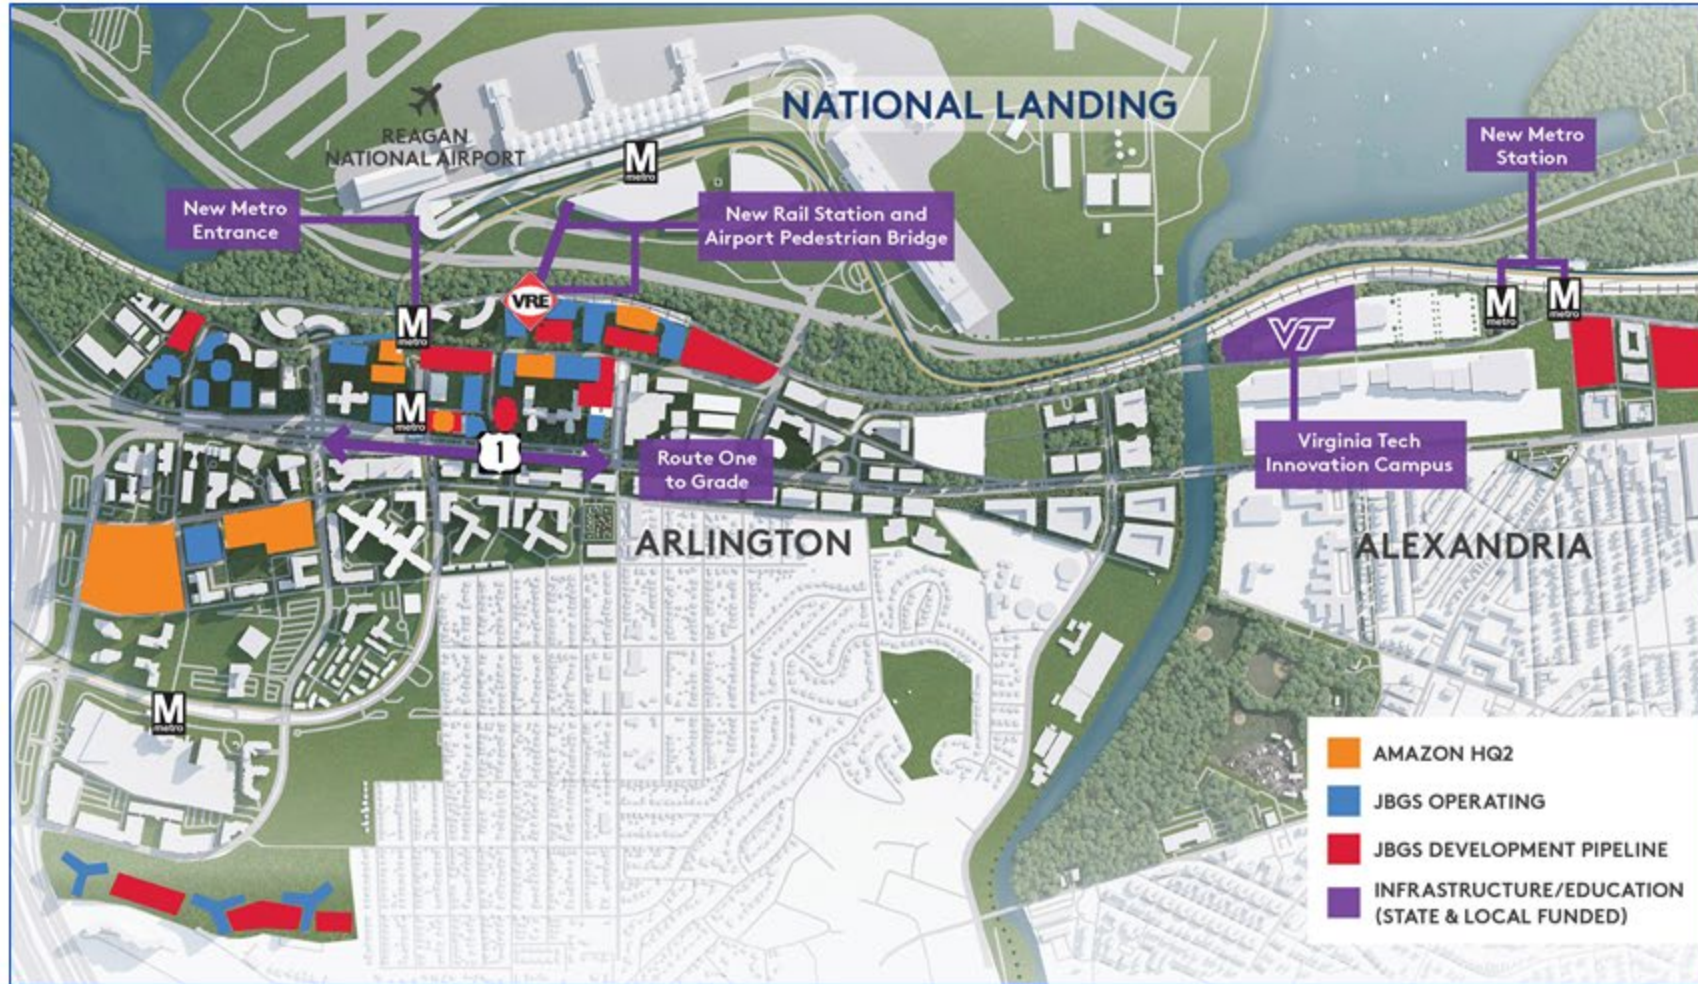 NATIONAL LANDING
REAGAN
NATIONAL AIRPORT
M
metro
New Metro
Station
New Metro
Entrance
New Rail Station and
Airport Pedestrian Bridge
VRE
M
metro
M
metro
M
metro
VT
M
metro
1
Route One
to Grade
Virginia Tech
Innovation Campus
ARLINGTON
ALEXANDRIA
M
metro
AMAZON HQ2
JBGS OPERATING
JBGS DEVELOPMENT PIPELINE
INFRASTRUCTURE/EDUCATION
(STATE & LOCAL FUNDED)